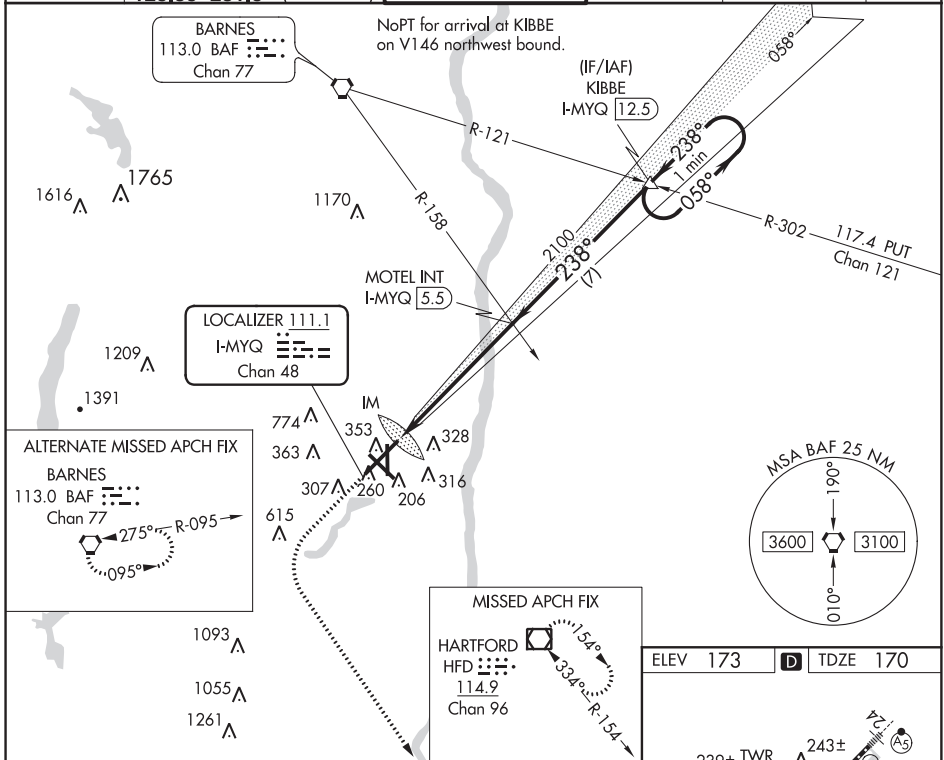 BARNES
113.0 BAF
Chan 77
NoPT for arrival at KIBBE
on V146 northwest bound.
(IF/IAF)
KIBBE
I-MYQ 12.5
058°
R-121
238°
1 min
058°
1616
1765
1170
R-158
2100
238°
(7)
R-302
117.4 PUT
Chan 121
MOTEL INT
I-MYQ 5.5
LOCALIZER 111.1
I-MYQ
Chan 48
1209
1391
IM
774
353
328
363
307
260
206
316
615
ALTERNATE MISSED APCH FIX
BARNES
113.0 BAF
Chan 77
275°
R-095
095°
MSA BAF 25 NM
190°
3600
3100
010°
1093
1055
1261
MISSED APCH FIX
HARTFORD
HFD
114.9
Chan 96
154°
334°
R-154
ELEV 173
D
TDZE 170
24
A5
TWR
243±